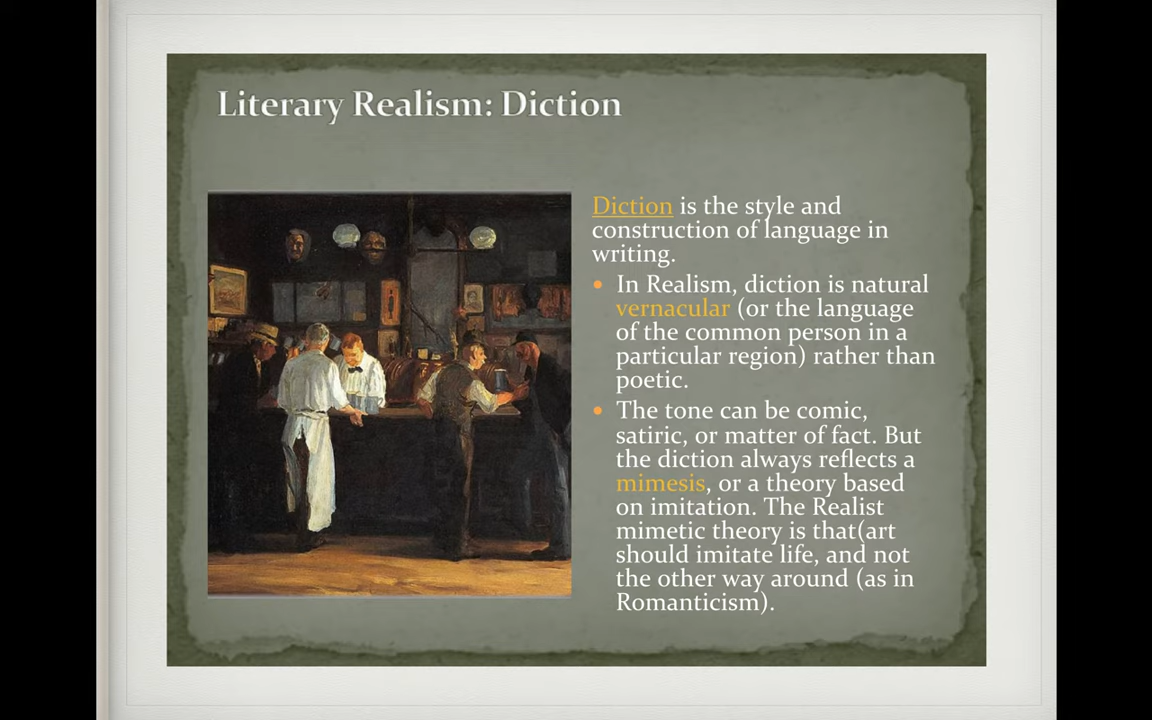 Literary Realism: Diction
Diction is the style and
construction of language in
writing.
• In Realism, diction is natural
vernacular (or the language
of the common person in a
particular region) rather than
poetic.
• The tone can be comic,
satiric, or matter of fact. But
the diction always reflects a
mimesis, or a theory based
on imitation. The Realist
mimetic theory is that(art
should imitate life, and not
the other way around (as in
Romanticism).